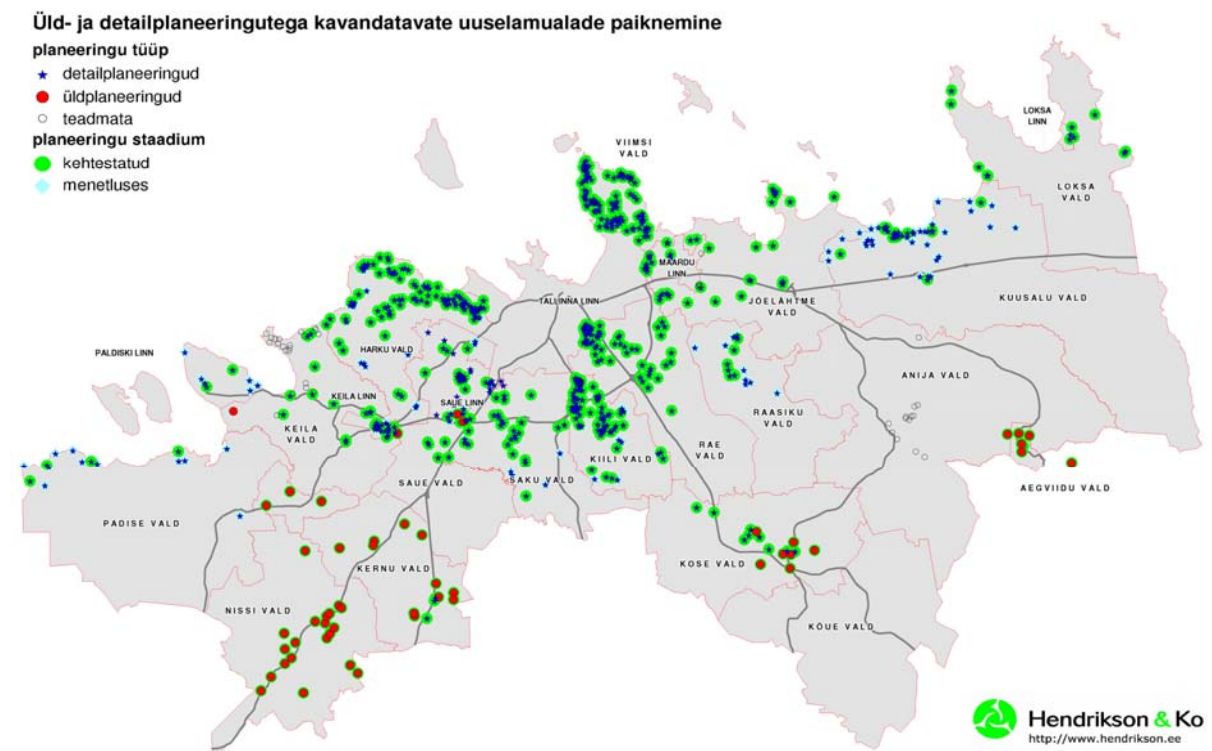 Üld- ja detailplaneeringutega kavandatavate uuselamualade paiknemine
planeeringu tüüp
detailplaneeringud
üldplaneeringud
teadmata
planeeringu staadium
kehtestatud
menetluses
LOKSA
LINN
VIIMSI
VALD
LOKSA
VALD
MAARDU
LINN
TALLINNA LINN
JÕELÄHTME
VALD
KUUSALU VALD
PALDISKI LINN
HARKU VALD
ANIJA VALD
KEILA LINN
SAUE LINN
KEILA
VALD
RAASIKU
VALD
RAE
VALD
KIILI VALD
SAUE VALD
SAKU VALD
AEGVIIDU VALD
PADISE VALD
KERNU VALD
KOSE VALD
NISSI VALD
KÕUE VALD
Hendrikson & Ko
http://www.hendrikson.ee